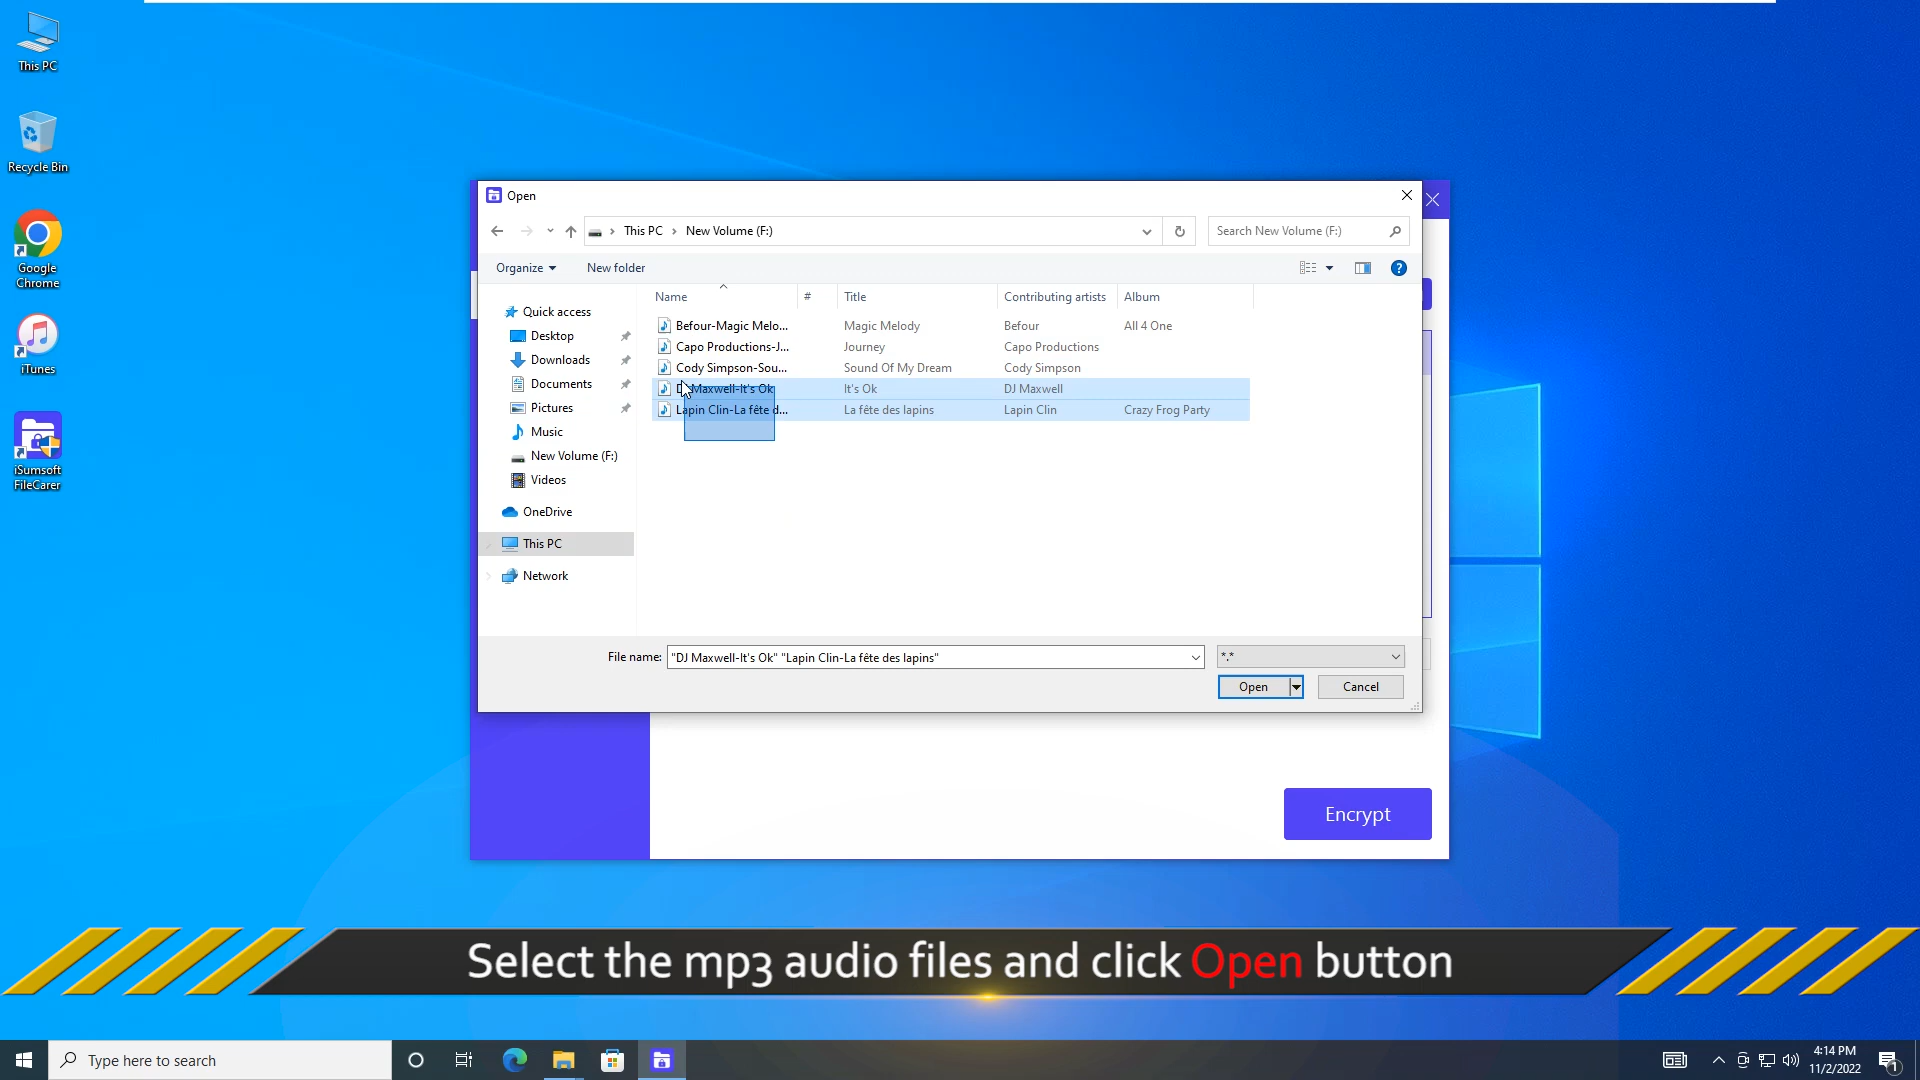 This PC
Recycle Bin
Google
Chrome
iTunes
iSumsoft
FileCarer
Open
This PC > New Volume (F:)
Search New Volume (F:)
Organize
New folder
Quick access
Desktop
Downloads
Documents
Pictures
Music
New Volume (F:)
Videos
OneDrive
This PC
Network
Name # Title Contributing artists Album
Befour-Magic Melo... Magic Melody Befour All 4 One
Capo Productions-J... Journey Capo Productions
Cody Simpson-Sou... Sound Of My Dream Cody Simpson
DJ Maxwell-It's Ok It's Ok DJ Maxwell
Lapin Clin-La fête d... La fête des lapins Lapin Clin Crazy Frog Party
File name: "DJ Maxwell-It's Ok" "Lapin Clin-La fête des lapins"
*.*
Open
Cancel
Encrypt
Select the mp3 audio files and click Open button
Type here to search
4:14 PM
11/2/2022
1